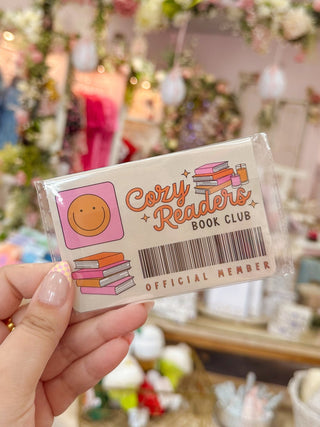 Cozy
Readers
BOOK CLUB
OFFICIAL MEMBER